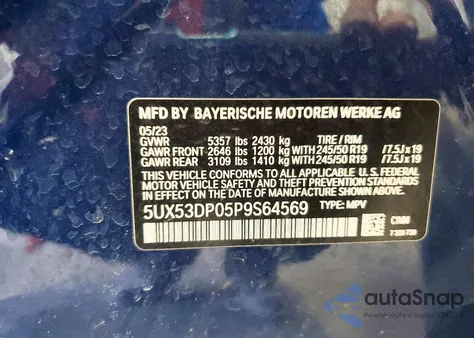 MFD BY BAYERISCHE MOTOREN WERKE AG
05/23
GVWR 5357 lbs 2430 kg TIRE / RIM
GAWR FRONT 2646 lbs 1200 kg WITH 245/50 R19 /7.5J x 19
GAWR REAR 3109 lbs 1410 kg WITH 245/50 R19 /7.5J x 19
THIS VEHICLE CONFORMS TO ALL APPLICABLE U. S. FEDERAL
MOTOR VEHICLE SAFETY STANDARDS
IN EFFECT ON THE DATE OF MANUFACTURE SHOWN ABOVE.
5UX53DP05P9S64569 TYPE: MPV
autoSnap